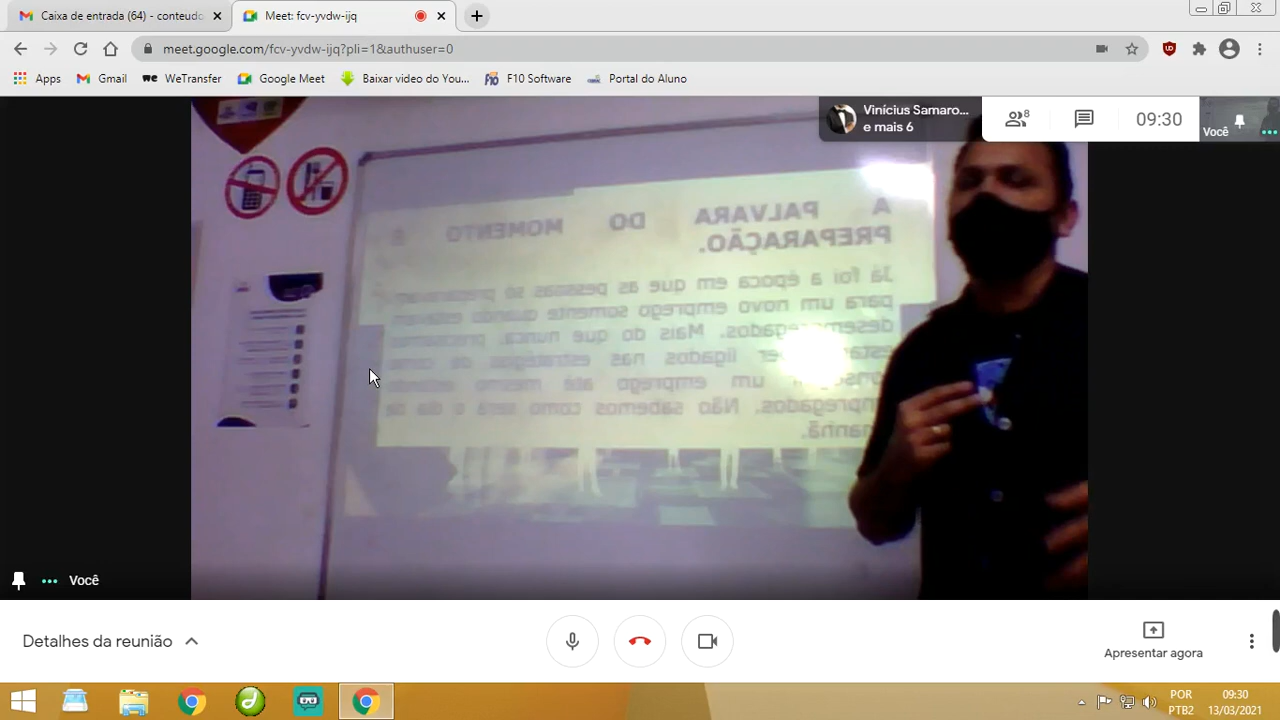 Caixa de entrada (64) - conteudo
Meet: fcv-yvdw-ijq
meet.google.com/fcv-yvdw-ijq?pli=1&authuser=0
Apps
Gmail
WeTransfer
Google Meet
Baixar video do You...
F10 Software
Portal do Aluno
Vinícius Samaro...
e mais 6
8
09:30
Você
A PALVARA DO MOMENTO É
PREPARAÇÃO.
Já foi a época em que as pessoas só preparavam
para um novo emprego somente quando estavam
desempregados. Mais do que nunca, precisamos
estar ligados nas estratégias de como
um emprego até mesmo estando
empregados. Não sabemos como será o dia de
amanhã.
Você
Detalhes da reunião
Apresentar agora
POR
PTB2
09:30
13/03/2021